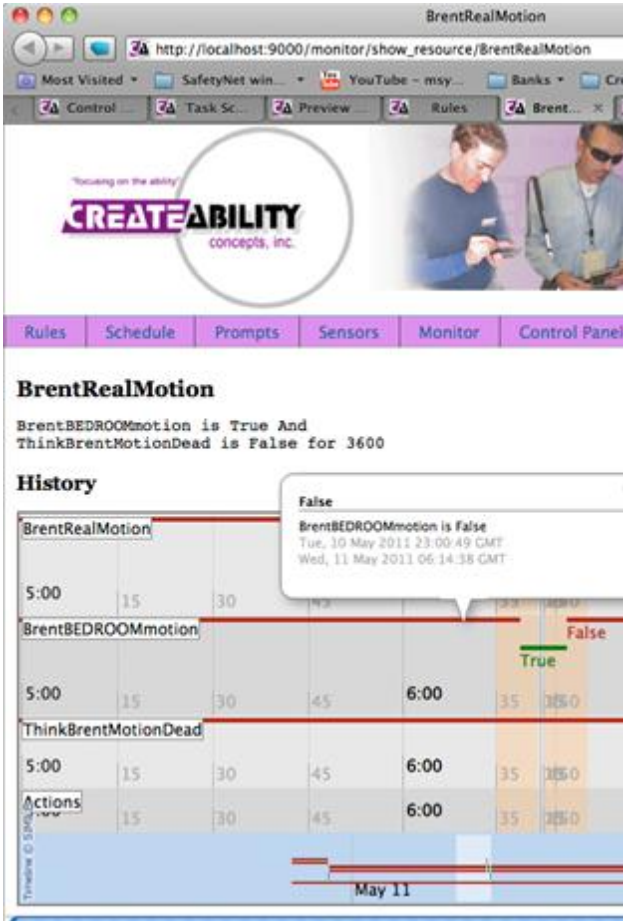 BrentRealMotion
http://localhost:9000/monitor/show_resource/BrentRealMotion
Most Visited SafetyNet win... YouTube - msy... Banks
Control ... Task Sc... Preview ... Rules Brent... ×
"focusing on the ability"
CREATEABILITY
concepts, inc.
Rules Schedule Prompts Sensors Monitor Control Panel
BrentRealMotion
BrentBEDROOMmotion is True And
ThinkBrentMotionDead is False for 3600
History
False
BrentBEDROOMmotion is False
Tue, 10 May 2011 23:00:49 GMT
Wed, 11 May 2011 06:14:38 GMT
BrentRealMotion
5:00 15 30 45
BrentBEDROOMmotion
False
True
5:00 15 30 45 6:00 35
ThinkBrentMotionDead
5:00 15 30 45 6:00 35
Actions
15 30 45 6:00 35
Timeline © SIMILE
May 11